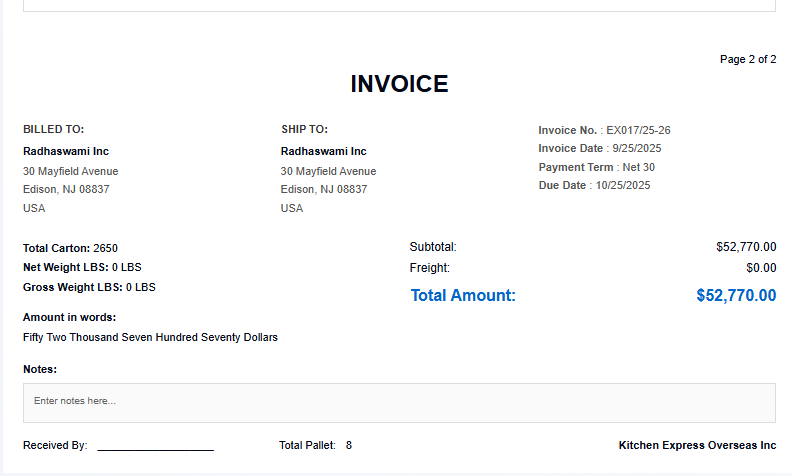 Page 2 of 2
INVOICE
BILLED TO:
Radhaswami Inc
30 Mayfield Avenue
Edison, NJ 08837
USA
SHIP TO:
Radhaswami Inc
30 Mayfield Avenue
Edison, NJ 08837
USA
Invoice No. : EX017/25-26
Invoice Date : 9/25/2025
Payment Term : Net 30
Due Date : 10/25/2025
Total Carton: 2650
Net Weight LBS: 0 LBS
Gross Weight LBS: 0 LBS
Subtotal: $52,770.00
Freight: $0.00
Total Amount: $52,770.00
Amount in words:
Fifty Two Thousand Seven Hundred Seventy Dollars
Notes:
Enter notes here...
Received By: ____________________ Total Pallet: 8 Kitchen Express Overseas Inc